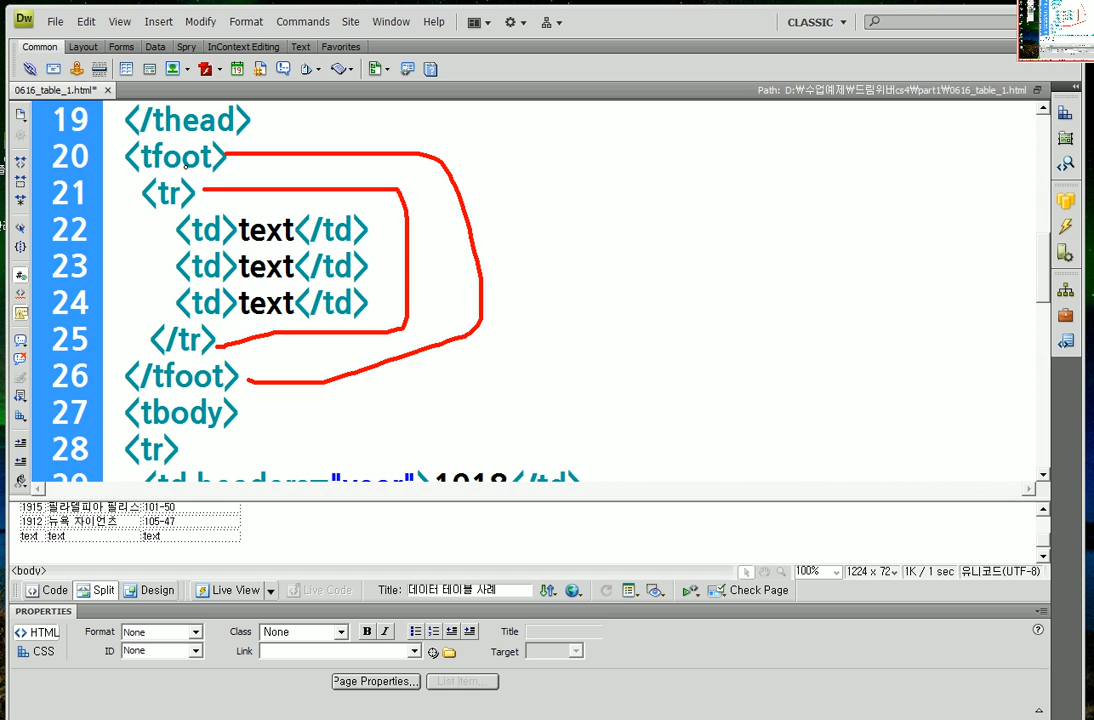 Dw File Edit View Insert Modify Format Commands Site Window Help CLASSIC
Common Layout Forms Data Spry InContext Editing Text Favorites
0616_table_1.html* Path: D:₩수업예제₩드림위버cs4₩part1₩0616_table_1.html
19 </thead>
20 <tfoot>
21 <tr>
22 <td>text</td>
23 <td>text</td>
24 <td>text</td>
25 </tr>
26 </tfoot>
27 <tbody>
28 <tr>
29 <td headers="year">1918</td>
1915 필라델피아 필리스 101-50
1912 뉴욕 자이언츠 105-47
text text text
<body> 100% 1224 x 72 1K / 1 sec 유니코드(UTF-8)
Code Split Design Live View Live Code Title: 데이터 테이블 사례 Check Page
PROPERTIES
HTML Format None Class None B I Title
CSS ID None Link Target
Page Properties... List Item...